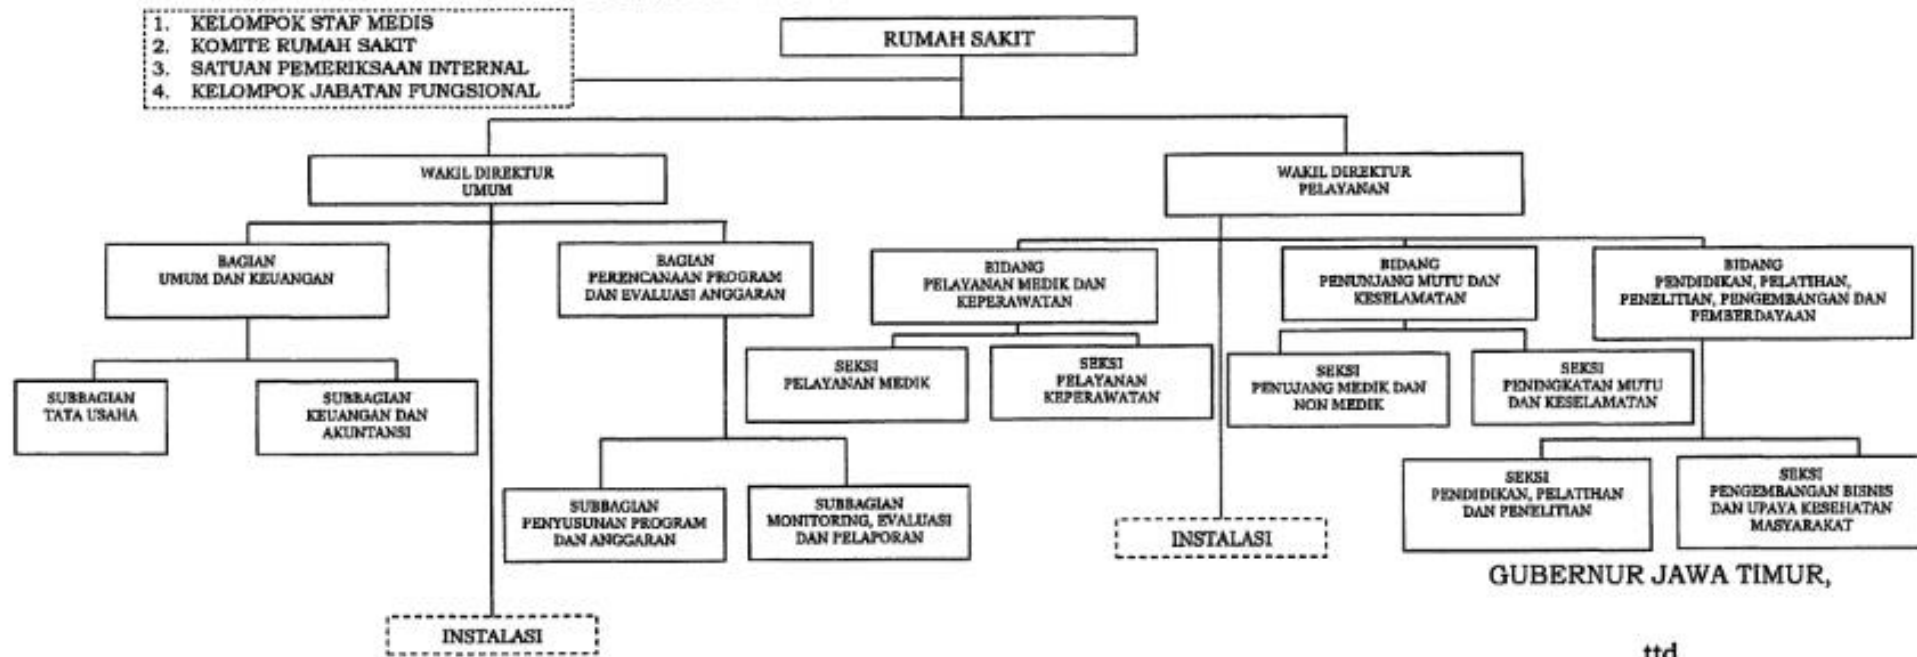 1. KELOMPOK STAF MEDIS
2. KOMITE RUMAH SAKIT
3. SATUAN PEMERIKSAAN INTERNAL
4. KELOMPOK JABATAN FUNGSIONAL
RUMAH SAKIT
WAKIL DIREKTUR
UMUM
WAKIL DIREKTUR
PELAYANAN
BAGIAN
UMUM DAN KEUANGAN
BAGIAN
PERENCANAAN PROGRAM
DAN EVALUASI ANGGARAN
BIDANG
PELAYANAN MEDIK DAN
KEPERAWATAN
BIDANG
PENUNJANG MUTU DAN
KESELAMATAN
BIDANG
PENDIDIKAN, PELATIHAN,
PENELITIAN, PENGEMBANGAN DAN
PEMBERDAYAAN
SUBBAGIAN
TATA USAHA
SUBBAGIAN
KEUANGAN DAN
AKUNTANSI
SEKSI
PELAYANAN MEDIK
SEKSI
PELAYANAN
KEPERAWATAN
SEKSI
PENUJANG MEDIK DAN
NON MEDIK
SEKSI
PENINGKATAN MUTU
DAN KESELAMATAN
SUBBAGIAN
PENYUSUNAN PROGRAM
DAN ANGGARAN
SUBBAGIAN
MONITORING, EVALUASI
DAN PELAPORAN
SEKSI
PENDIDIKAN, PELATIHAN
DAN PENELITIAN
SEKSI
PENGEMBANGAN BISNIS
DAN UPAYA KESEHATAN
MASYARAKAT
INSTALASI
INSTALASI
GUBERNUR JAWA TIMUR,
ttd